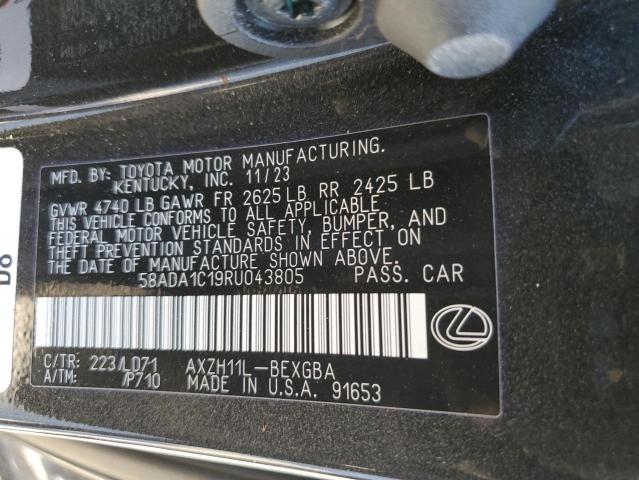 MFD. BY: TOYOTA MOTOR MANUFACTURING.
KENTUCKY, INC. 11/23
GVWR 4740 LB GAWR FR 2625 LB RR 2425 LB
THIS VEHICLE CONFORMS TO ALL APPLICABLE
FEDERAL MOTOR VEHICLE SAFETY, BUMPER, AND
THEFT PREVENTION STANDARDS IN EFFECT ON
THE DATE OF MANUFACTURE SHOWN ABOVE.
58ADA1C19RU043805 PASS. CAR
C/TR: 223/LD71 AXZH11L-BEXGBA
A/TM: /P710 MADE IN U.S.A. 91653
D8